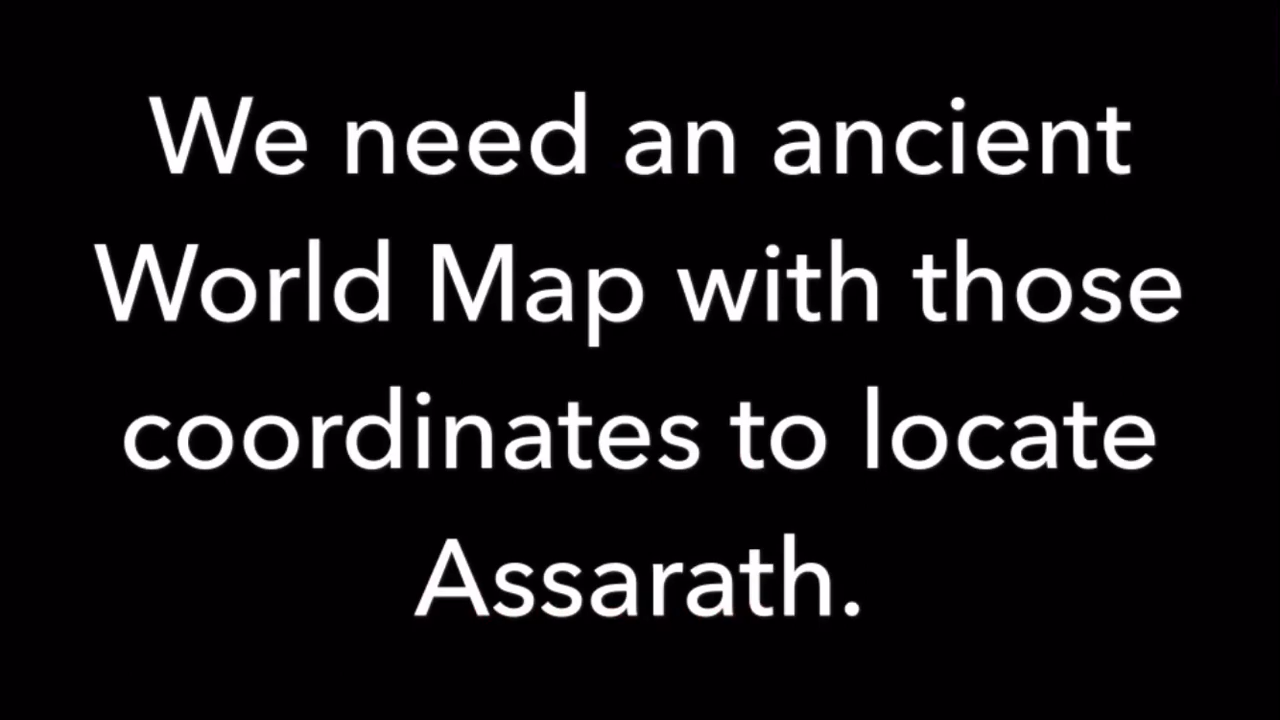 We need an ancient
World Map with those
coordinates to locate
Assarath.